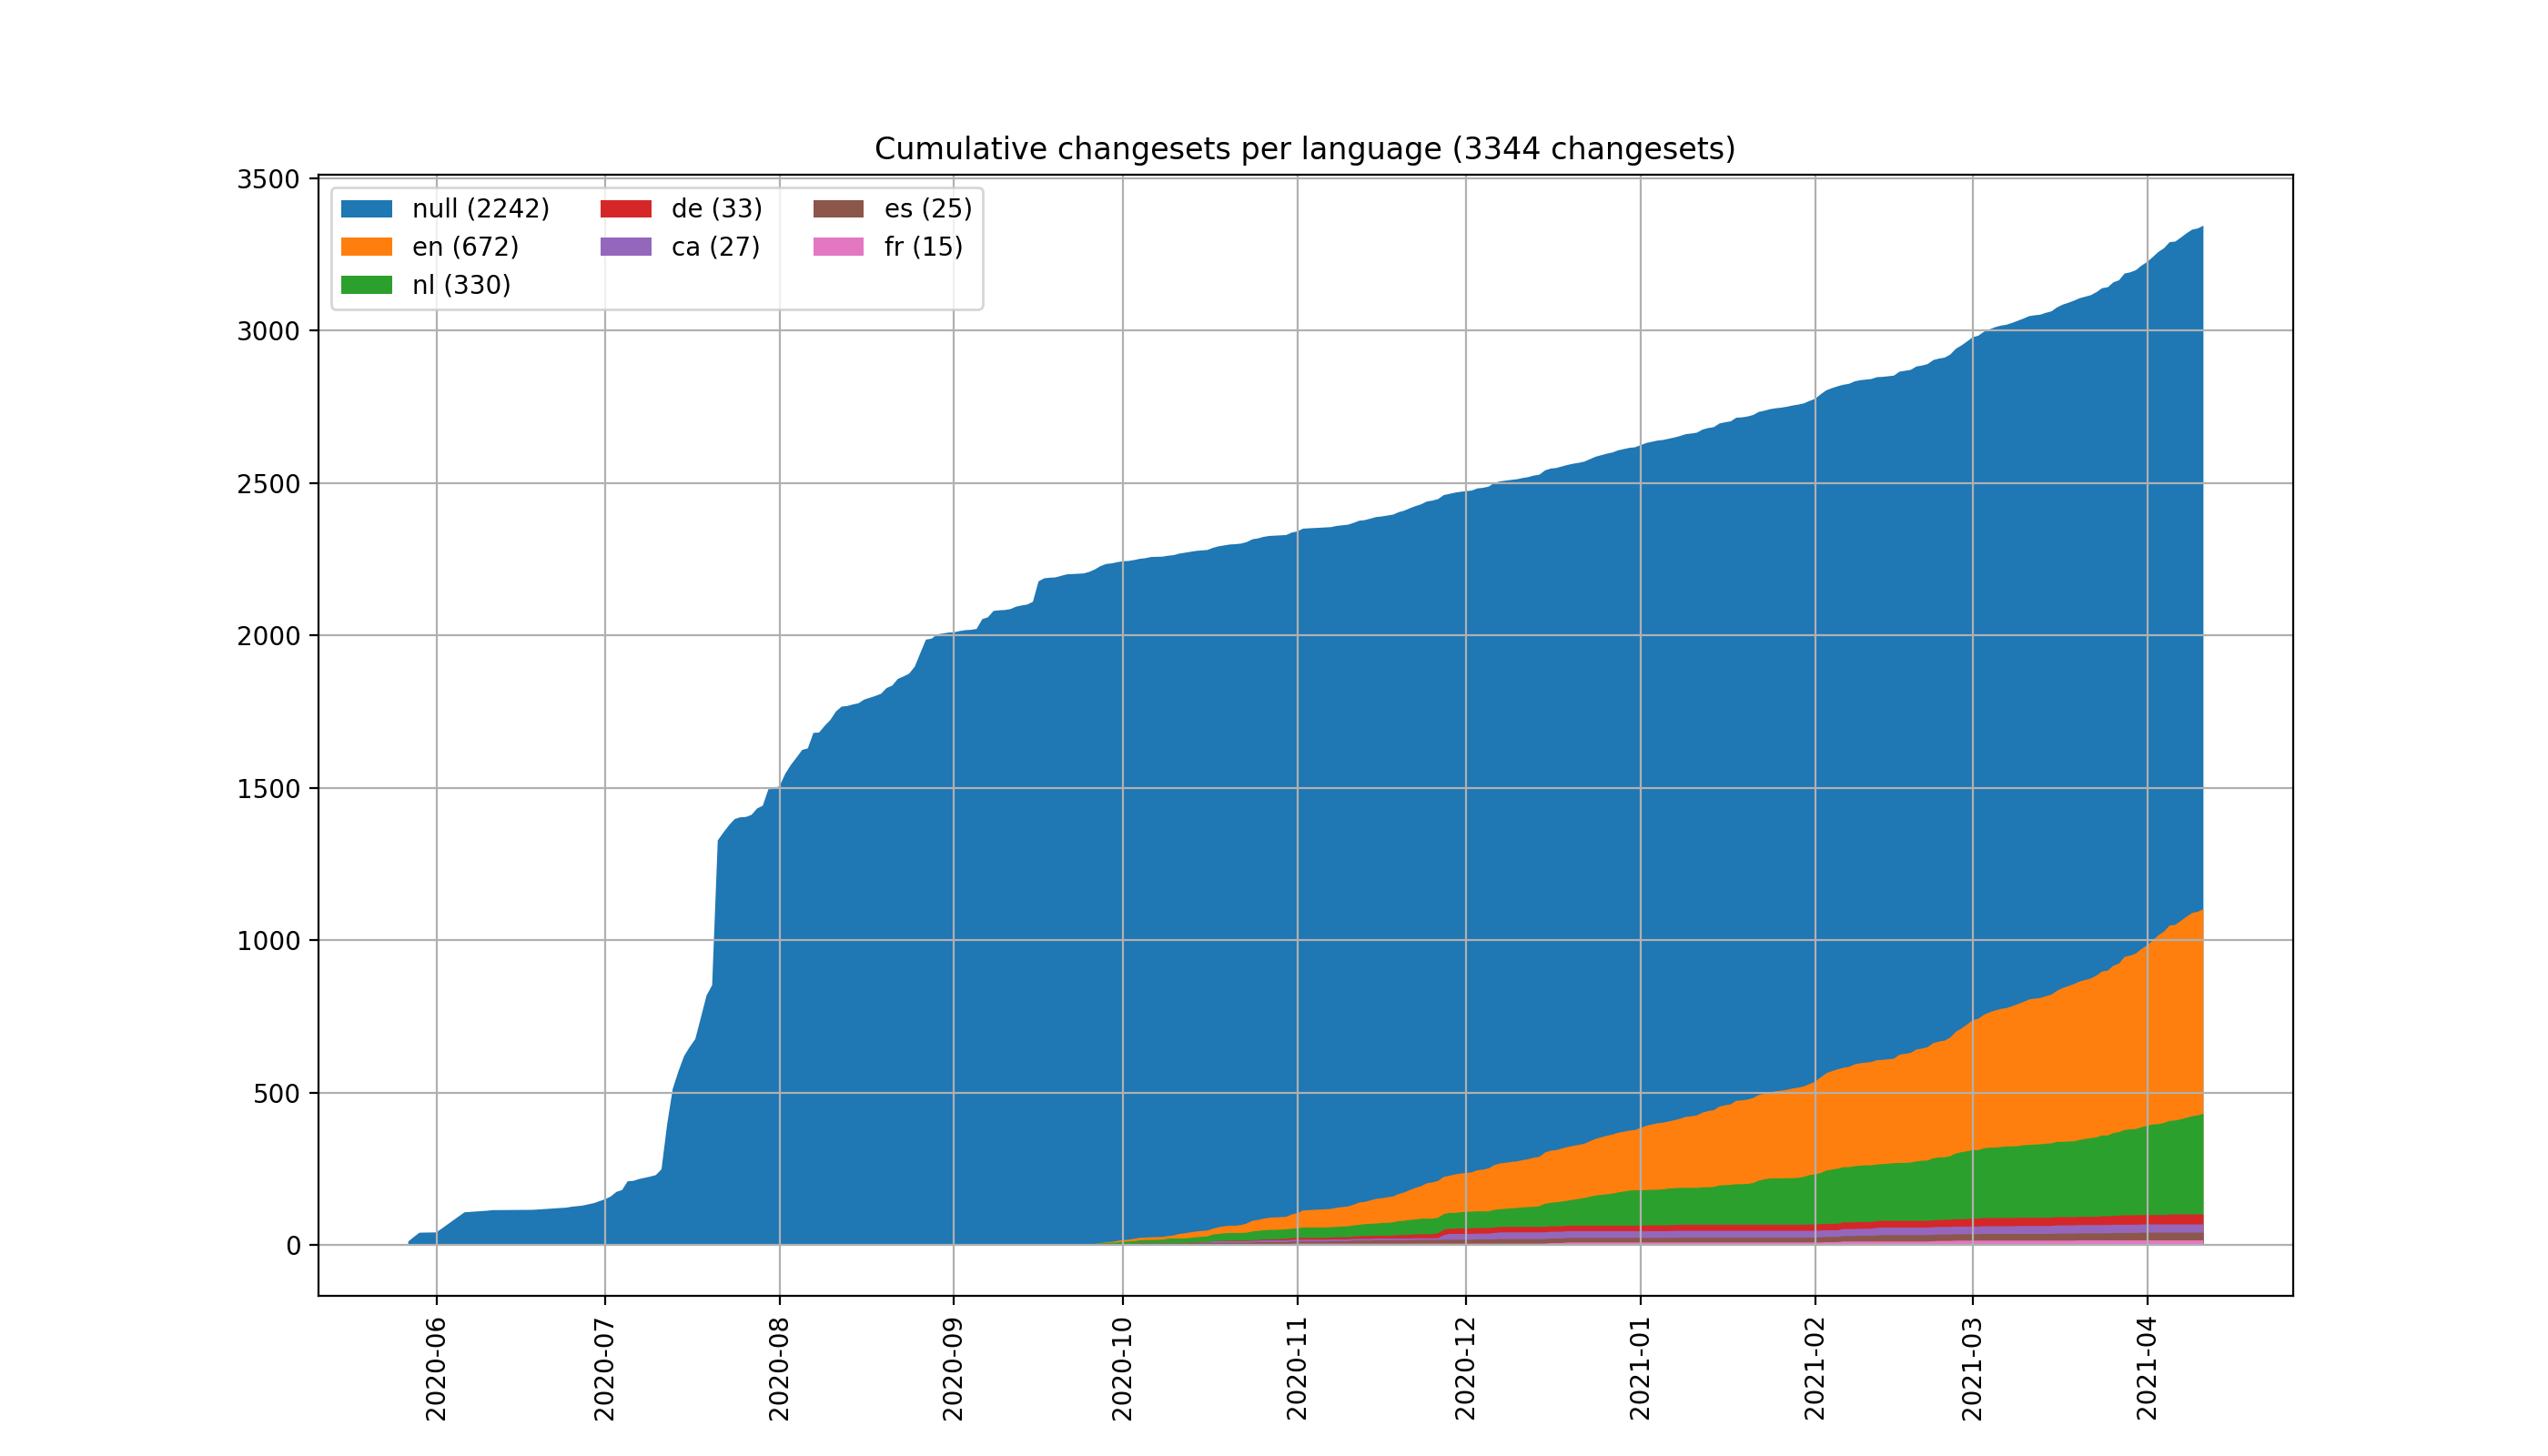 Cumulative changesets per language (3344 changesets)
3500
3000
2500
2000
1500
1000
500
0
null (2242)
en (672)
nl (330)
de (33)
ca (27)
es (25)
fr (15)
2020-06
2020-07
2020-08
2020-09
2020-10
2020-11
2020-12
2021-01
2021-02
2021-03
2021-04